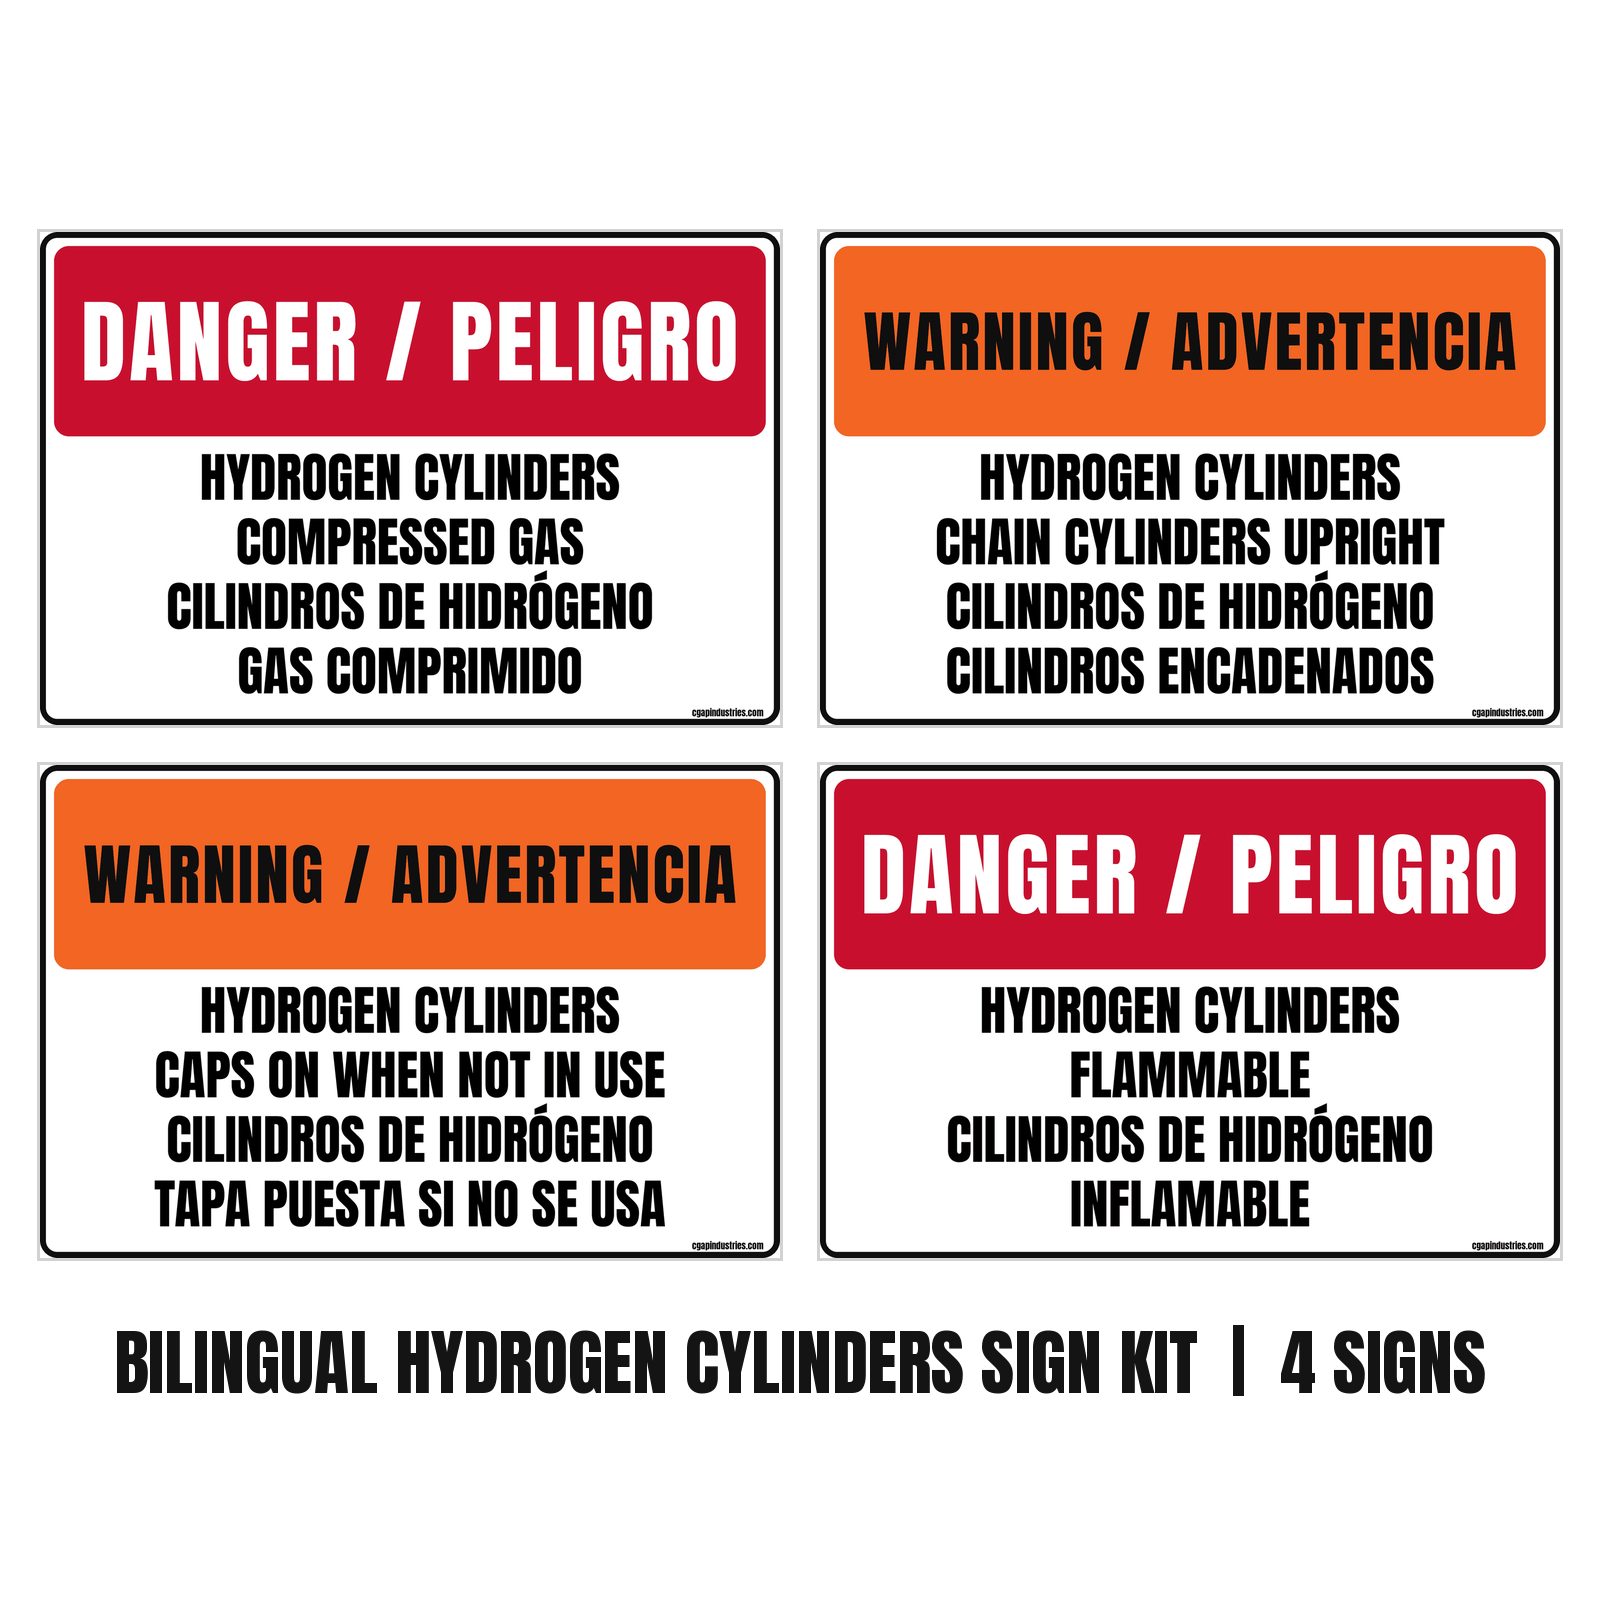 DANGER / PELIGRO
HYDROGEN CYLINDERS
COMPRESSED GAS
CILINDROS DE HIDRÓGENO
GAS COMPRIMIDO
cgapindustries.com
WARNING / ADVERTENCIA
HYDROGEN CYLINDERS
CHAIN CYLINDERS UPRIGHT
CILINDROS DE HIDRÓGENO
CILINDROS ENCADENADOS
cgapindustries.com
WARNING / ADVERTENCIA
HYDROGEN CYLINDERS
CAPS ON WHEN NOT IN USE
CILINDROS DE HIDRÓGENO
TAPA PUESTA SI NO SE USA
cgapindustries.com
DANGER / PELIGRO
HYDROGEN CYLINDERS
FLAMMABLE
CILINDROS DE HIDRÓGENO
INFLAMABLE
cgapindustries.com
BILINGUAL HYDROGEN CYLINDERS SIGN KIT | 4 SIGNS